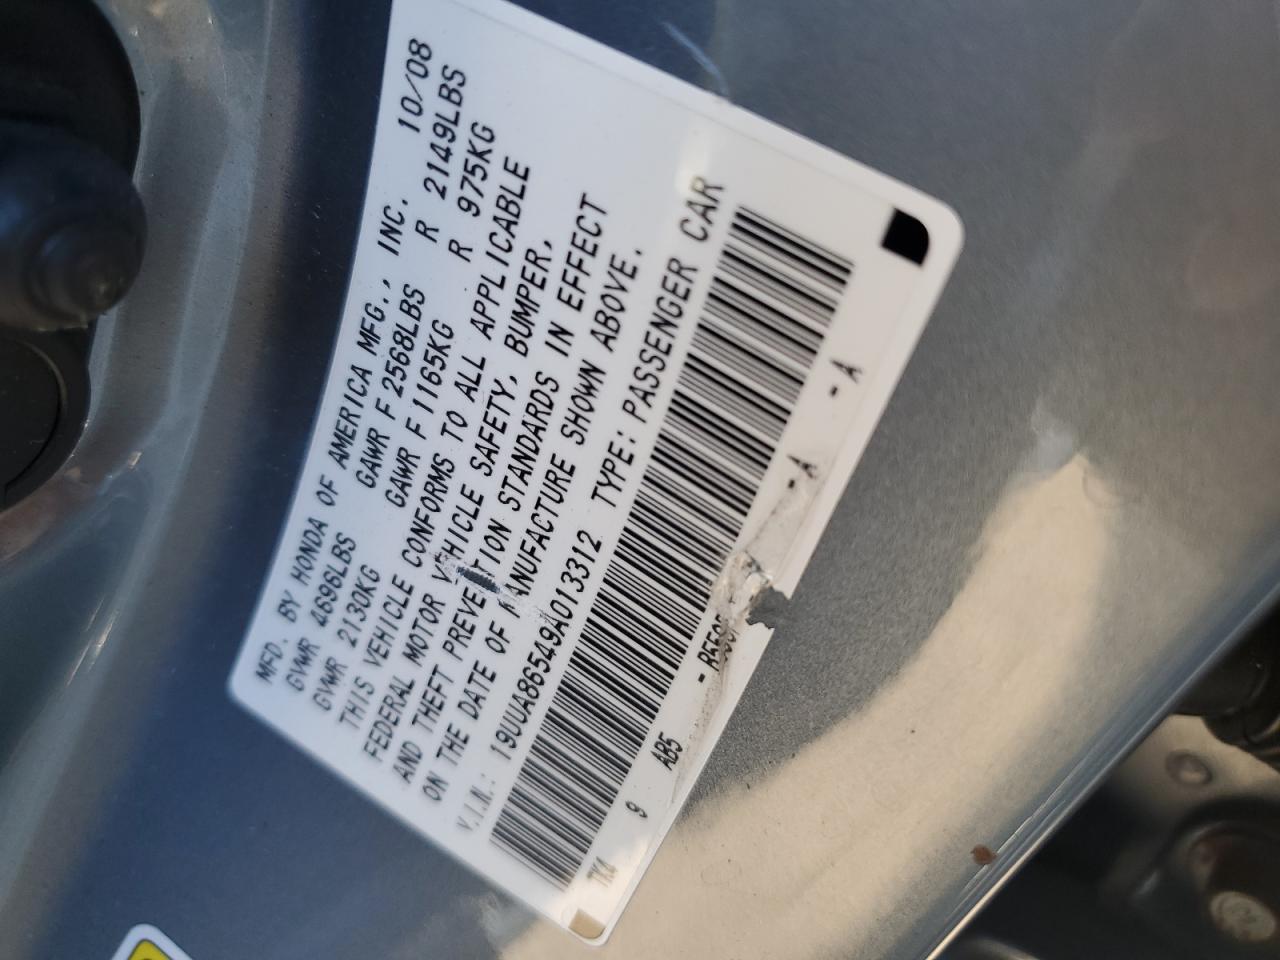 MFD. BY HONDA OF AMERICA MFG., INC. 10/08
GVWR 4696LBS GAWR F 2568LBS R 2149LBS
GVWR 2130KG GAWR F 1165KG R 975KG
THIS VEHICLE CONFORMS TO ALL APPLICABLE
FEDERAL MOTOR VEHICLE SAFETY, BUMPER,
AND THEFT PREVENTION STANDARDS IN EFFECT
ON THE DATE OF MANUFACTURE SHOWN ABOVE.
V.I.N.: 19UUA86549A013312 TYPE: PASSENGER CAR
TK4 9 AB5 - -A -A